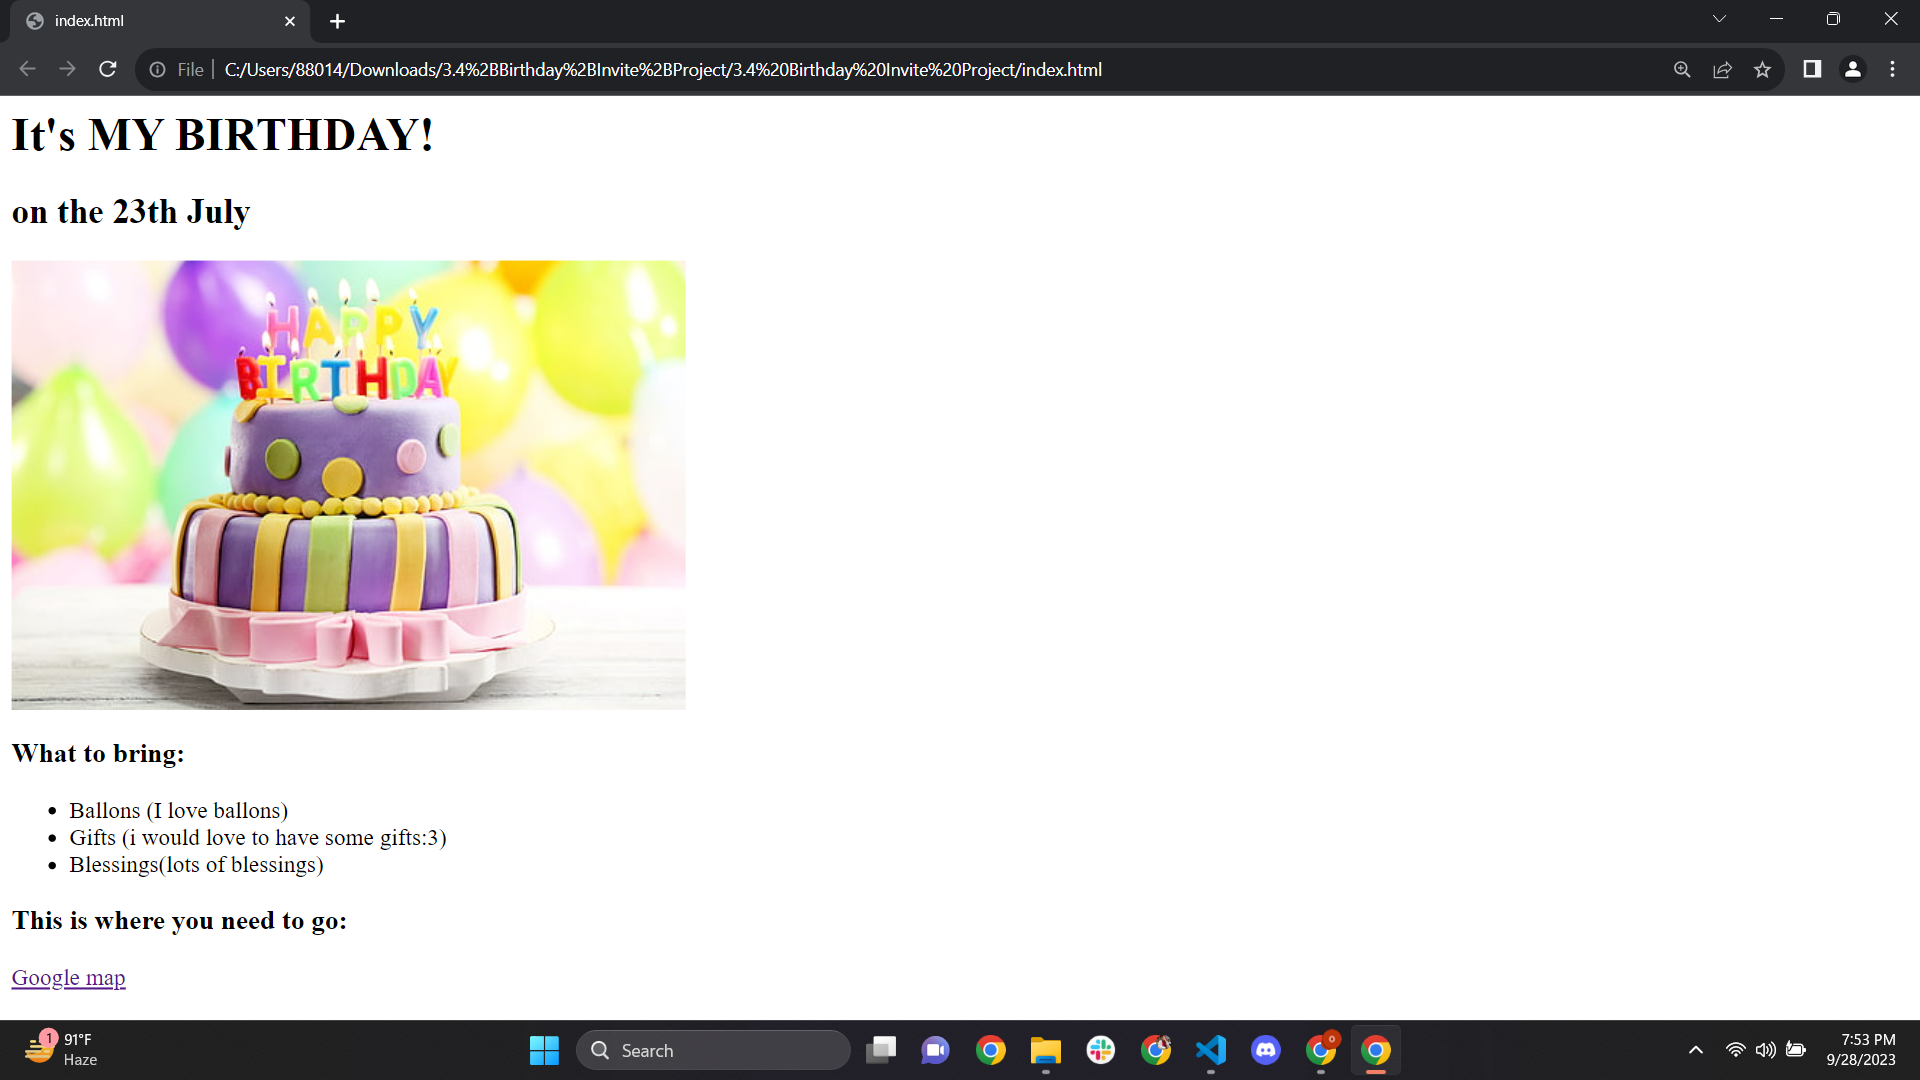 index.html
File C:/Users/88014/Downloads/3.4%2BBirthday%2BInvite%2BProject/3.4%20Birthday%20Invite%20Project/index.html
It's MY BIRTHDAY!
on the 23th July
HAPPY
BIRTHDAY
What to bring:
Ballons (I love ballons)
Gifts (i would love to have some gifts:3)
Blessings(lots of blessings)
This is where you need to go:
Google map
1
91°F
Haze
Search
0
7:53 PM
9/28/2023